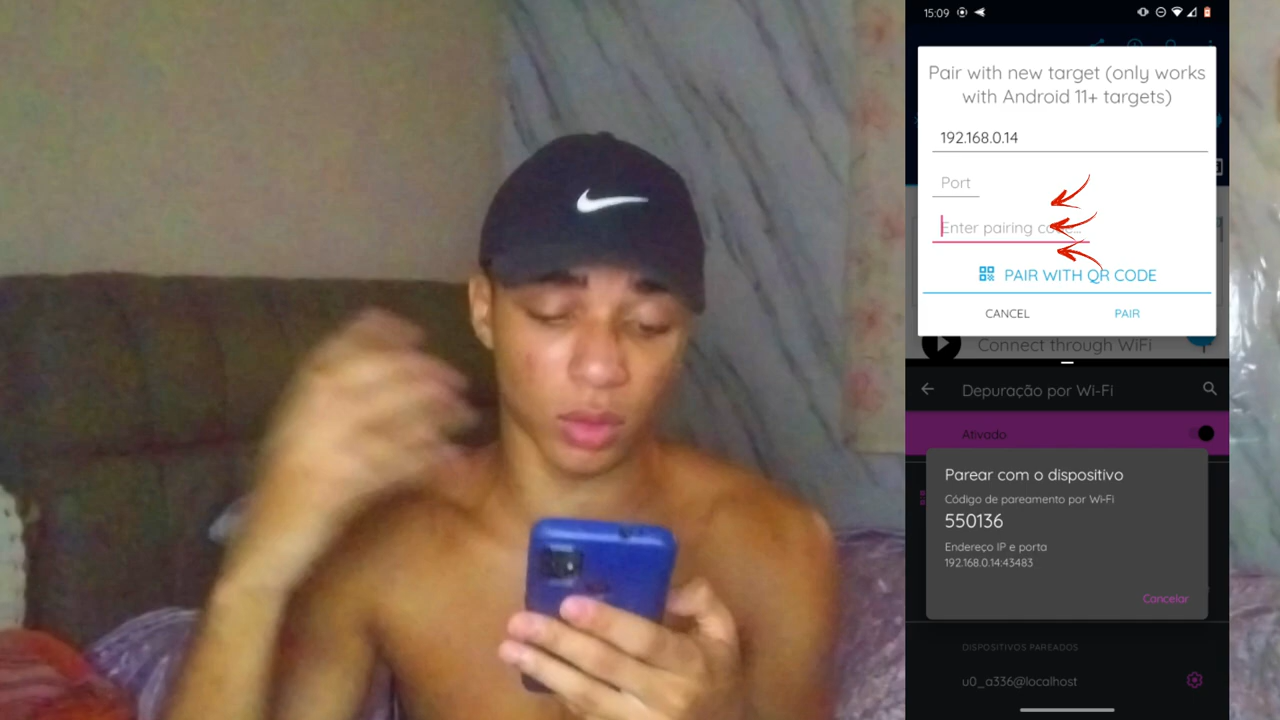 15:09
Pair with new target (only works
with Android 11+ targets)
192.168.0.14
Port
Enter pairing
PAIR WITH QR CODE
CANCEL
PAIR
Connect through WiFi
Depuração por Wi-Fi
Ativado
Parear com o dispositivo
Código de pareamento por Wi-Fi
550136
Endereço IP e porta
192.168.0.14:43483
Cancelar
DISPOSITIVOS PAREADOS
u0_a336@localhost